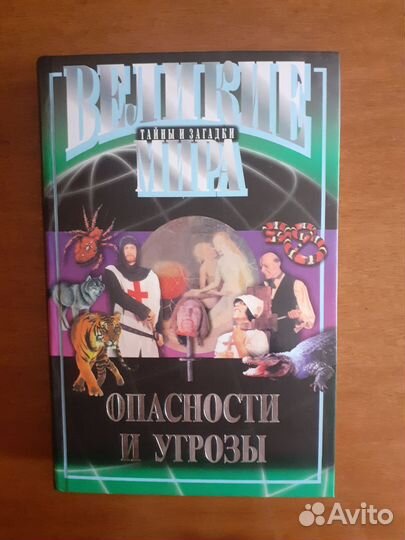 ВЕЛИКИЕ
ТАЙНЫ И ЗАГАДКИ
МИРА
ОПАСНОСТИ
И УГРОЗЫ
Avito